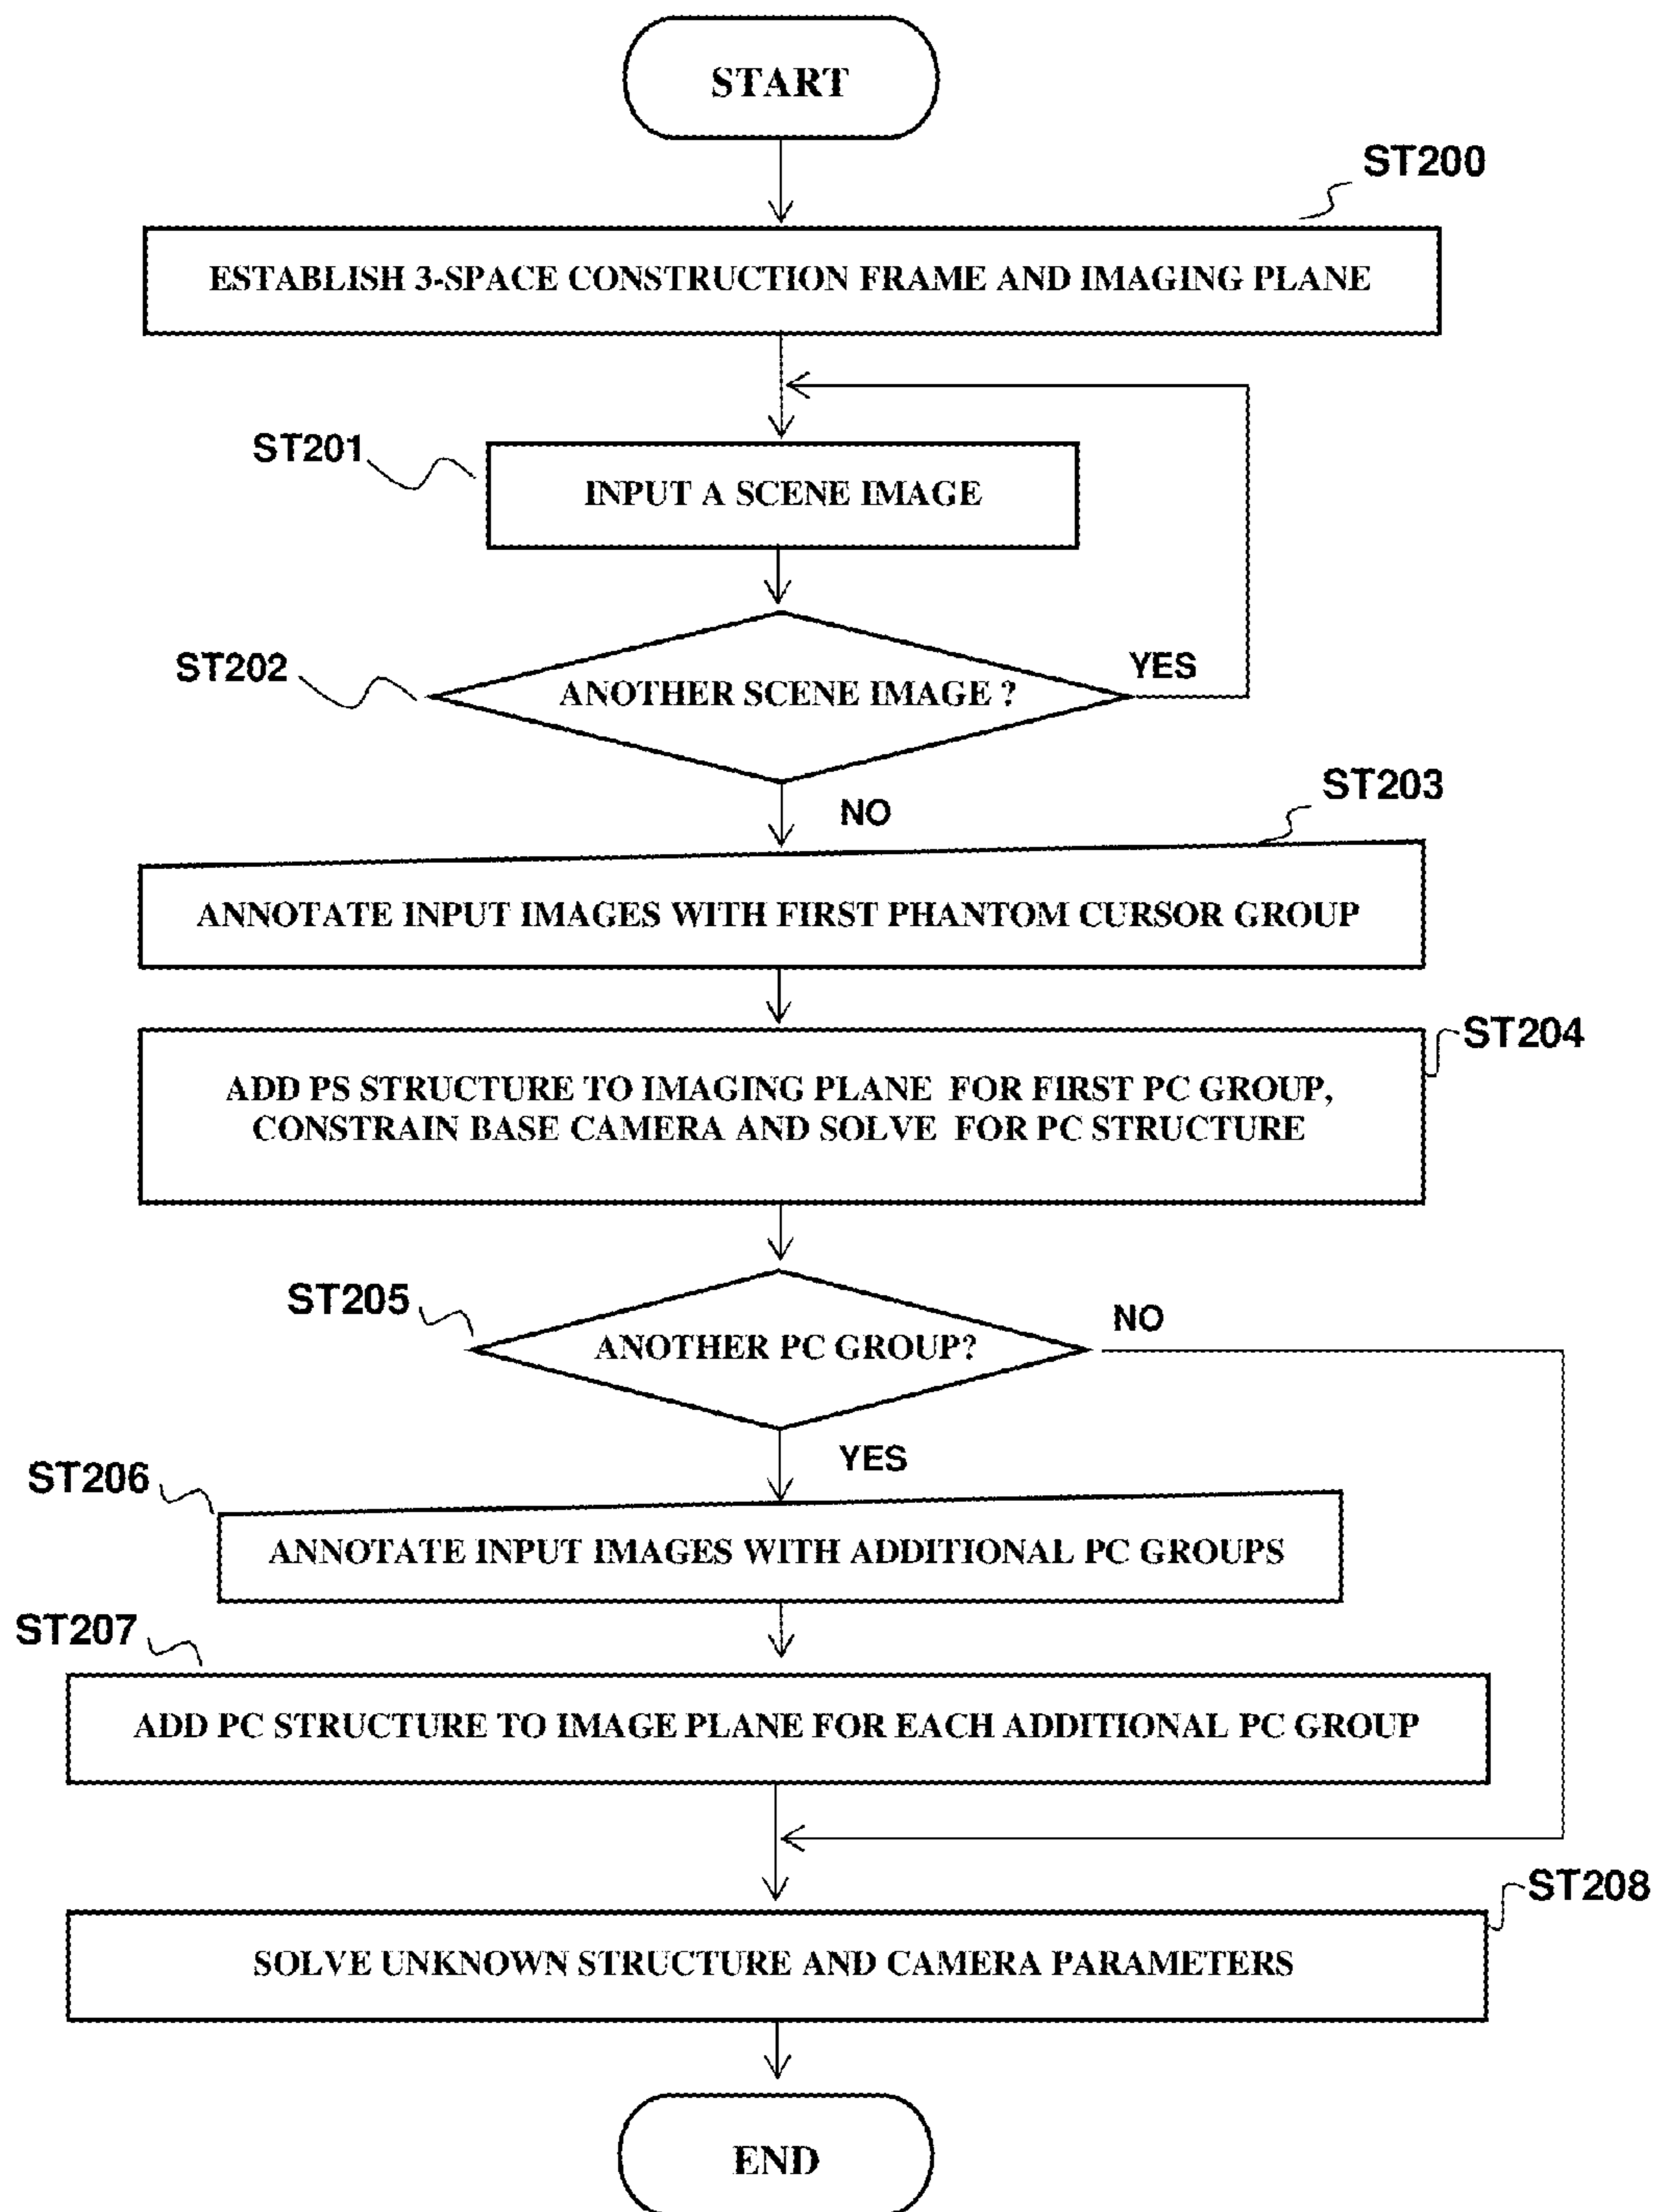 START
ST200
ESTABLISH 3-SPACE CONSTRUCTION FRAME AND IMAGING PLANE
ST201
INPUT A SCENE IMAGE
ST202
ANOTHER SCENE IMAGE ?
YES
NO
ST203
ANNOTATE INPUT IMAGES WITH FIRST PHANTOM CURSOR GROUP
ST204
ADD PS STRUCTURE TO IMAGING PLANE FOR FIRST PC GROUP,
CONSTRAIN BASE CAMERA AND SOLVE FOR PC STRUCTURE
ST205
ANOTHER PC GROUP?
NO
YES
ST206
ANNOTATE INPUT IMAGES WITH ADDITIONAL PC GROUPS
ST207
ADD PC STRUCTURE TO IMAGE PLANE FOR EACH ADDITIONAL PC GROUP
ST208
SOLVE UNKNOWN STRUCTURE AND CAMERA PARAMETERS
END